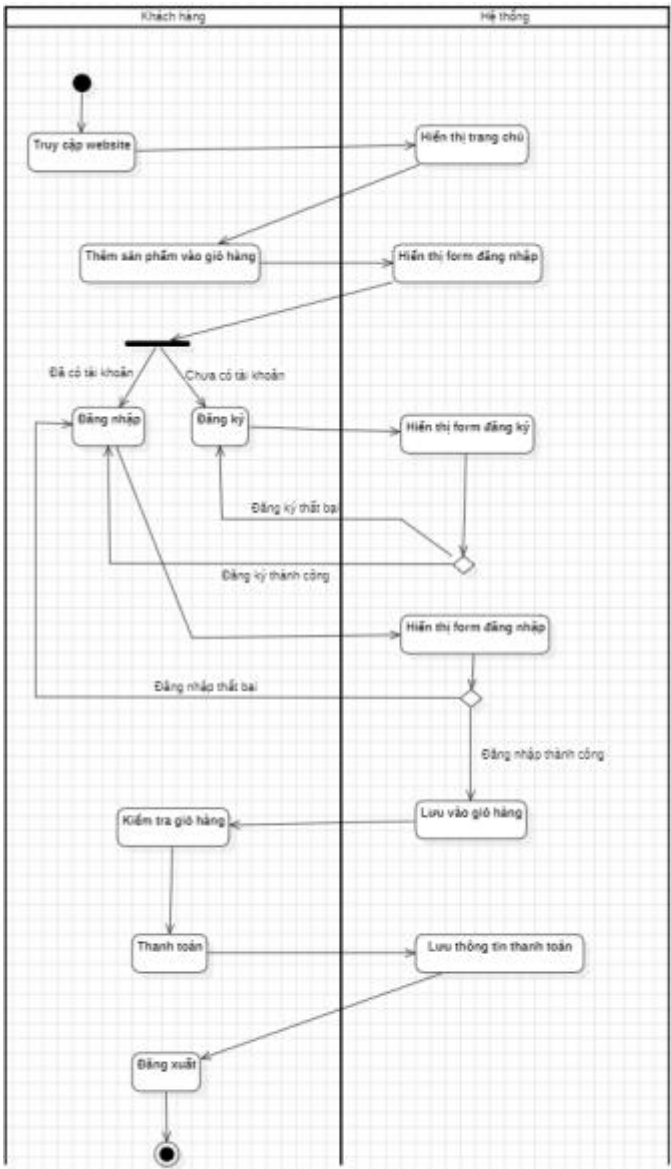 Khách hàng
Hệ thống
Truy cập website
Hiển thị trang chủ
Thêm sản phẩm vào giỏ hàng
Hiển thị form đăng nhập
Đã có tài khoản
Chưa có tài khoản
Đăng nhập
Đăng ký
Hiển thị form đăng ký
Đăng ký thất bại
Đăng ký thành công
Hiển thị form đăng nhập
Đăng nhập thất bại
Đăng nhập thành công
Kiểm tra giỏ hàng
Lưu vào giỏ hàng
Thanh toán
Lưu thông tin thanh toán
Đăng xuất